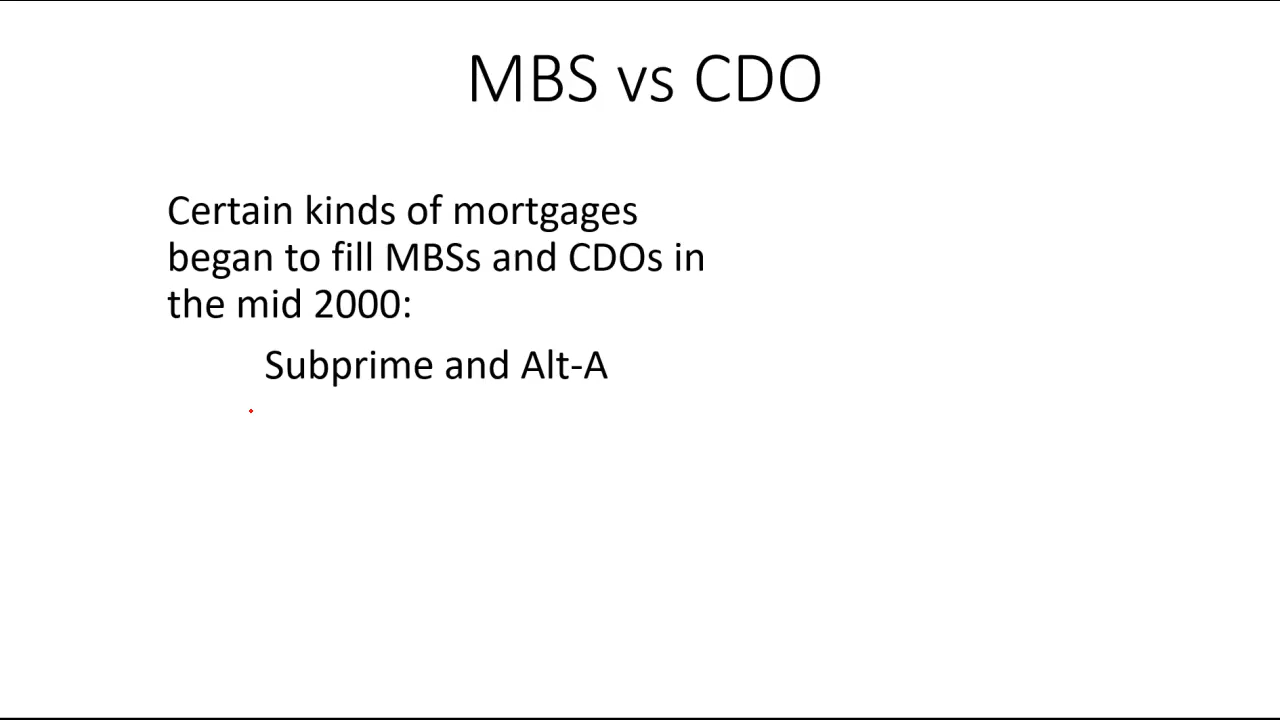 MBS vs CDO
Certain kinds of mortgages
began to fill MBSs and CDOs in
the mid 2000:
Subprime and Alt-A